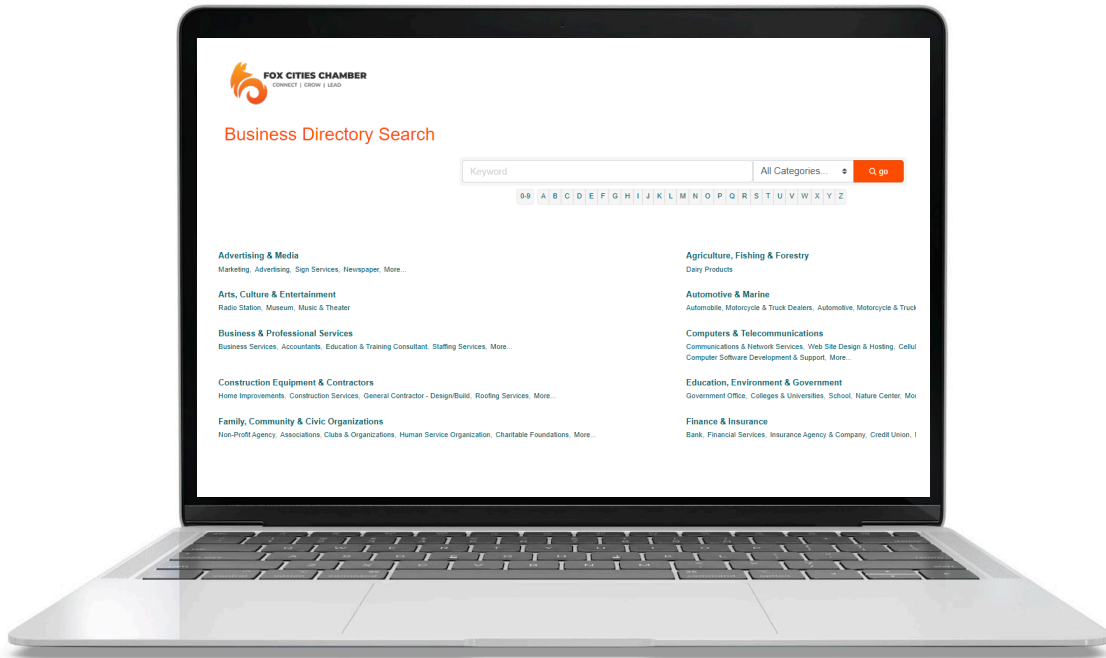 FOX CITIES CHAMBER
CONNECT | GROW | LEAD
Business Directory Search
Keyword
All Categories...
go
0-9 A B C D E F G H I J K L M N O P Q R S T U V W X Y Z
Advertising & Media
Marketing, Advertising, Sign Services, Newspaper, More...
Arts, Culture & Entertainment
Radio Station, Museum, Music & Theater
Business & Professional Services
Business Services, Accountants, Education & Training Consultant, Staffing Services, More...
Construction Equipment & Contractors
Home Improvements, Construction Services, General Contractor - Design/Build, Roofing Services, More...
Family, Community & Civic Organizations
Non-Profit Agency, Associations, Clubs & Organizations, Human Service Organization, Charitable Foundations, More...
Agriculture, Fishing & Forestry
Dairy Products
Automotive & Marine
Automobile, Motorcycle & Truck Dealers, Automotive, Motorcycle & Truck
Computers & Telecommunications
Communications & Network Services, Web Site Design & Hosting, Cellul
Computer Software Development & Support, More...
Education, Environment & Government
Government Office, Colleges & Universities, School, Nature Center, Mor
Finance & Insurance
Bank, Financial Services, Insurance Agency & Company, Credit Union,